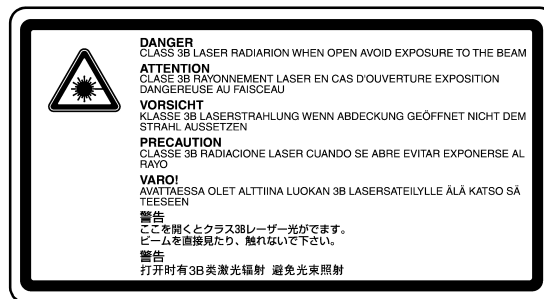 DANGER
CLASS 3B LASER RADIARION WHEN OPEN AVOID EXPOSURE TO THE BEAM
ATTENTION
CLASE 3B RAYONNEMENT LASER EN CAS D'OUVERTURE EXPOSITION
DANGEREUSE AU FAISCEAU
VORSICHT
KLASSE 3B LASERSTRAHLUNG WENN ABDECKUNG GEÖFFNET NICHT DEM
STRAHL AUSSETZEN
PRECAUTION
CLASSE 3B RADIACIONE LASER CUANDO SE ABRE EVITAR EXPONERSE AL
RAYO
VARO!
AVATTAESSA OLET ALTTIINA LUOKAN 3B LASERSATEILYLLE ÄLÄ KATSO SÄ
TEESEEN
警告
ここを開くとクラス3Bレーザー光がでます。
ビームを直接見たり、触れないで下さい。
警告
打开时有3B类激光辐射 避免光束照射